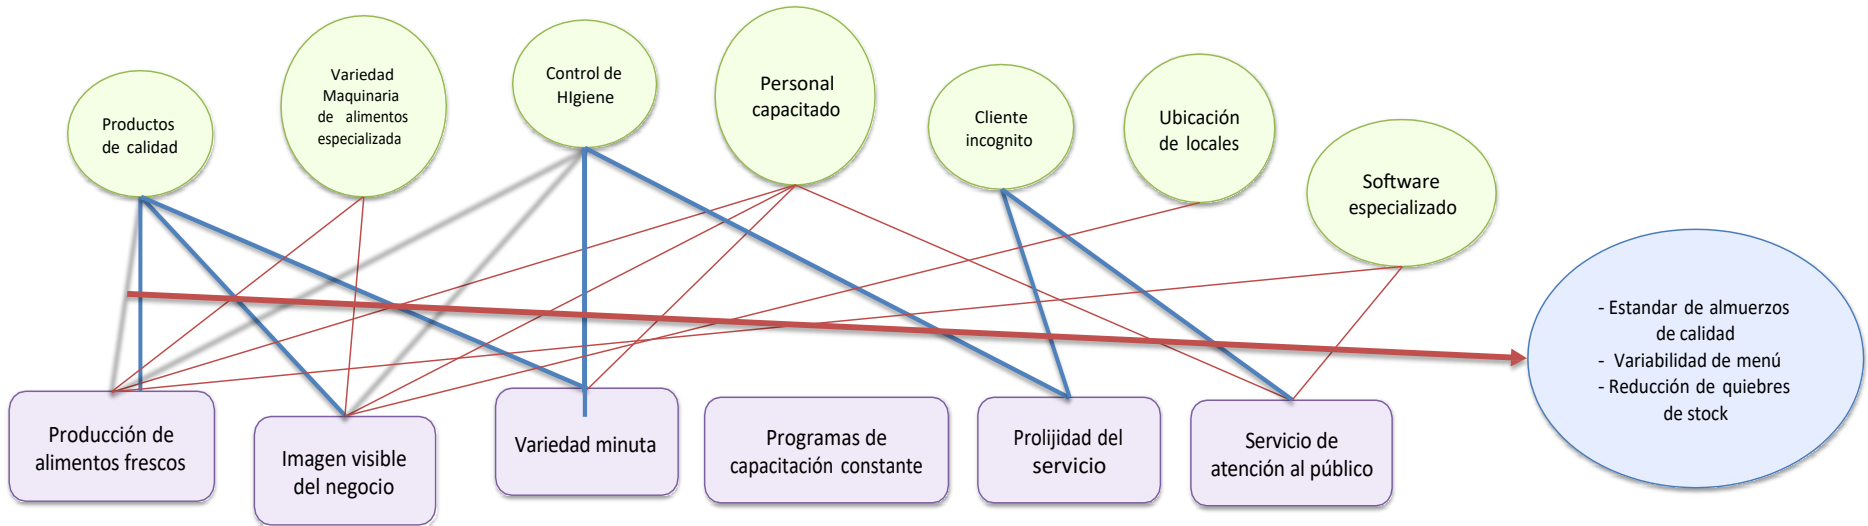 Productos
de calidad
Variedad
Maquinaria
de alimentos
especializada
Control de
HIgiene
Personal
capacitado
Cliente
incognito
Ubicación
de locales
Software
especializado
- Estandar de almuerzos
de calidad
- Variabilidad de menú
- Reducción de quiebres
de stock
Producción de
alimentos frescos
Imagen visible
del negocio
Variedad minuta
Programas de
capacitación constante
Prolijidad del
servicio
Servicio de
atención al público